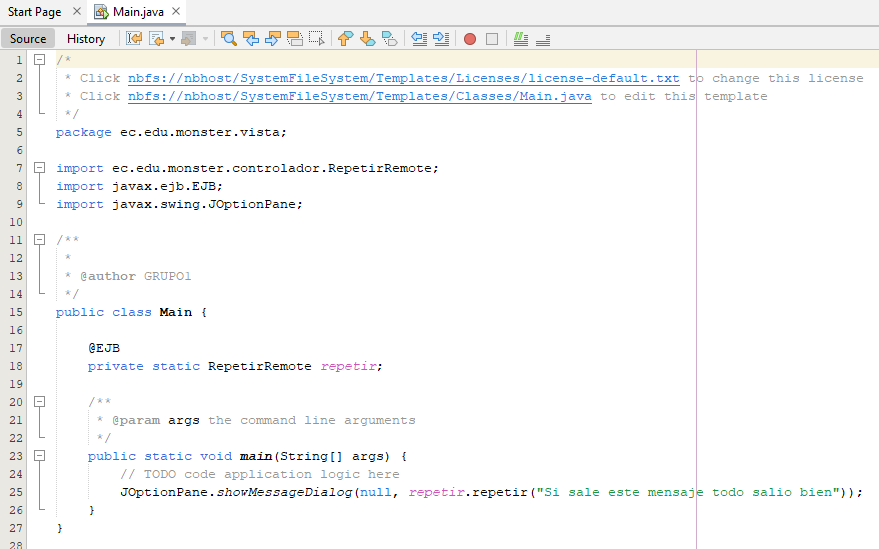 Start Page × Main.java ×
Source History
1 /*
2 * Click nbfs://nbhost/SystemFileSystem/Templates/Licenses/license-default.txt to change this license
3 * Click nbfs://nbhost/SystemFileSystem/Templates/Classes/Main.java to edit this template
4 */
5 package ec.edu.monster.vista;
6
7 import ec.edu.monster.controlador.RepetirRemote;
8 import javax.ejb.EJB;
9 import javax.swing.JOptionPane;
10
11 /**
12 *
13 * @author GRUPO1
14 */
15 public class Main {
16
17 @EJB
18 private static RepetirRemote repetir;
19
20 /**
21 * @param args the command line arguments
22 */
23 public static void main(String[] args) {
24 // TODO code application logic here
25 JOptionPane.showMessageDialog(null, repetir.repetir("Si sale este mensaje todo salio bien"));
26 }
27 }
28